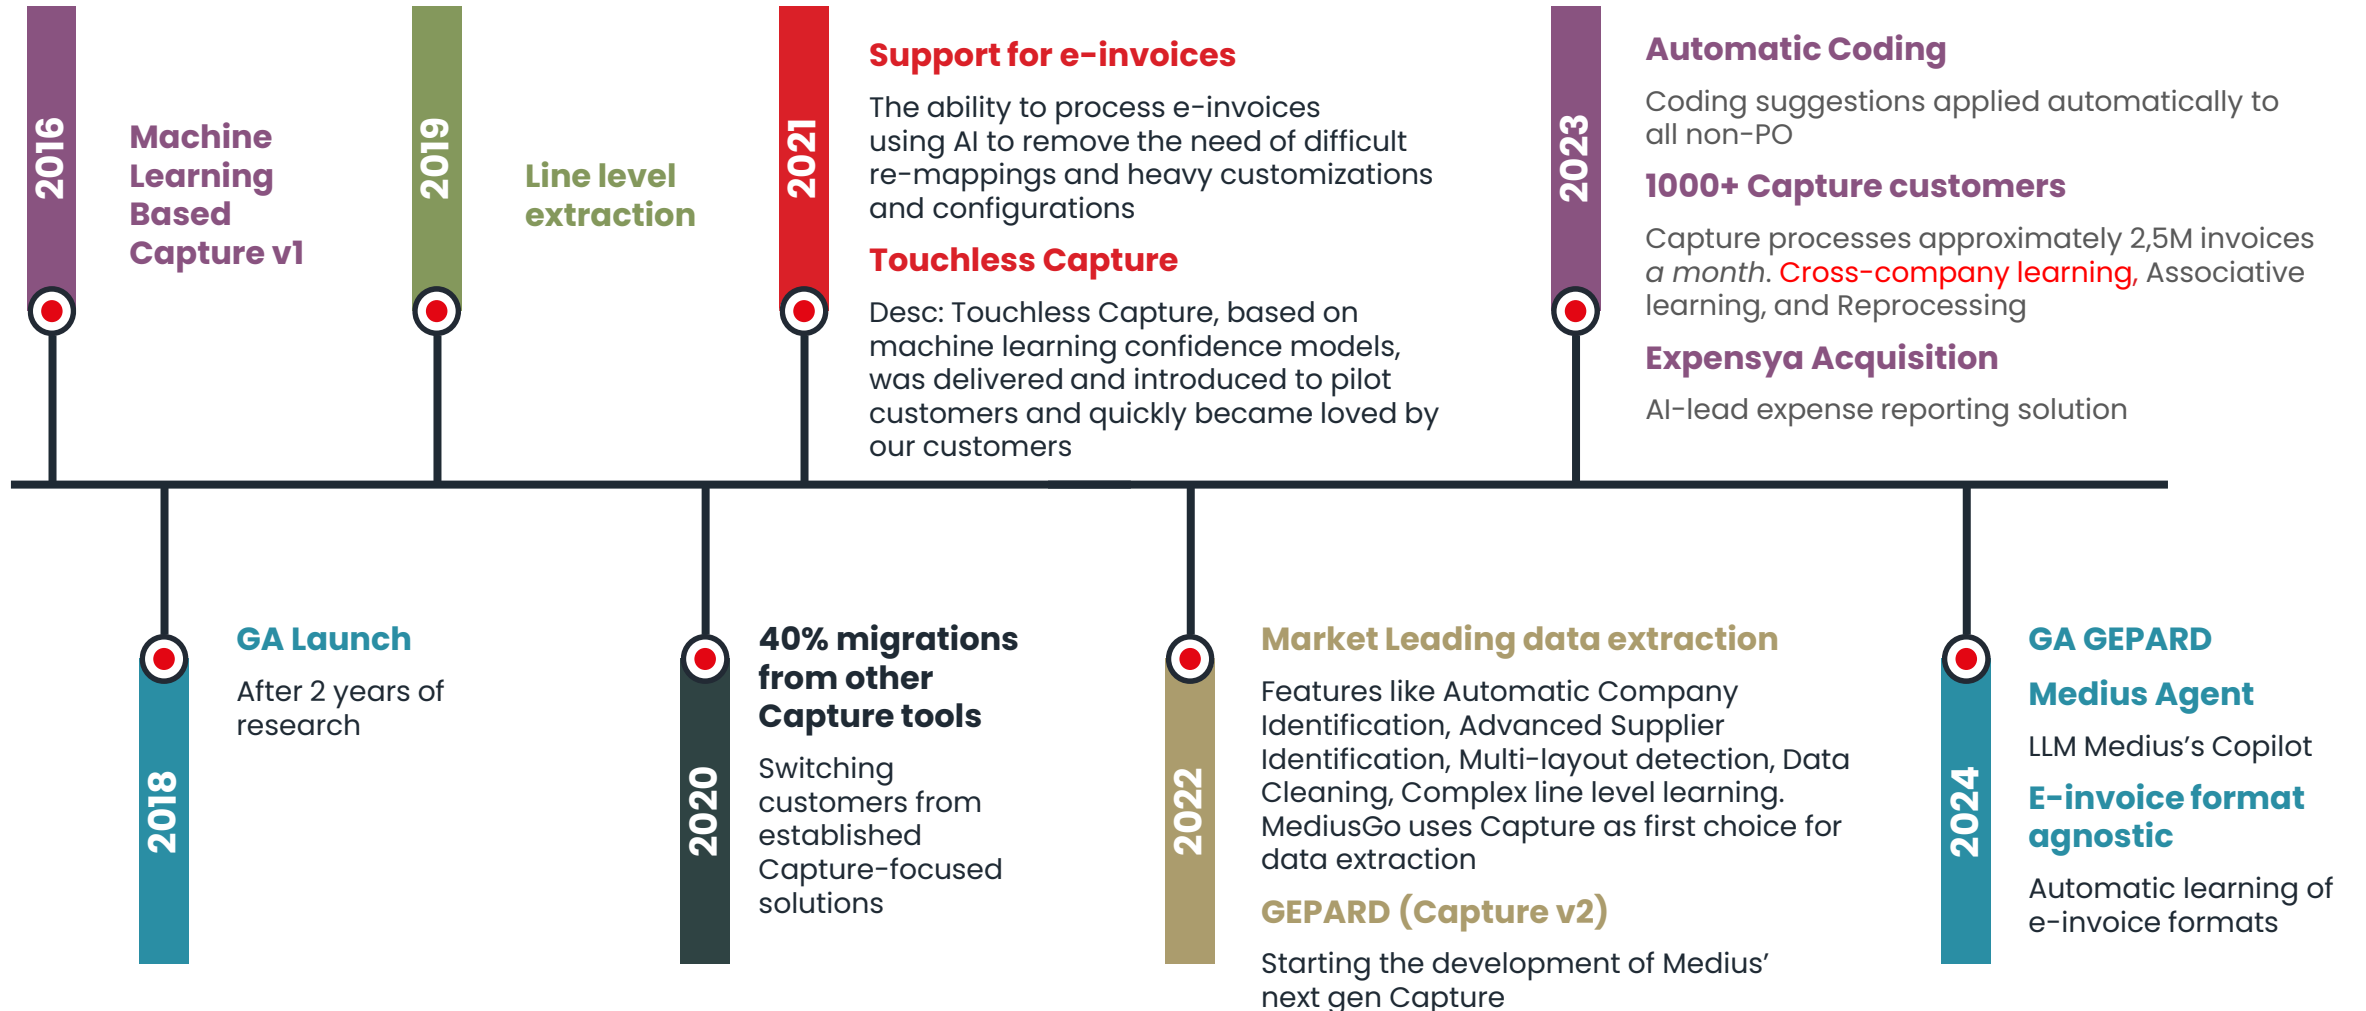 2016
Machine
Learning
Based
Capture v1
2019
Line level
extraction
2021
Support for e-invoices
The ability to process e-invoices
using AI to remove the need of difficult
re-mappings and heavy customizations
and configurations
Touchless Capture
Desc: Touchless Capture, based on
machine learning confidence models,
was delivered and introduced to pilot
customers and quickly became loved by
our customers
2023
Automatic Coding
Coding suggestions applied automatically to
all non-PO
1000+ Capture customers
Capture processes approximately 2,5M invoices
a month. Cross-company learning, Associative
learning, and Reprocessing
Expensya Acquisition
AI-lead expense reporting solution
2018
GA Launch
After 2 years of
research
2020
40% migrations
from other
Capture tools
Switching
customers from
established
Capture-focused
solutions
2022
Market Leading data extraction
Features like Automatic Company
Identification, Advanced Supplier
Identification, Multi-layout detection, Data
Cleaning, Complex line level learning.
MediusGo uses Capture as first choice for
data extraction
GEPARD (Capture v2)
Starting the development of Medius’
next gen Capture
2024
GA GEPARD
Medius Agent
LLM Medius’s Copilot
E-invoice format
agnostic
Automatic learning of
e-invoice formats